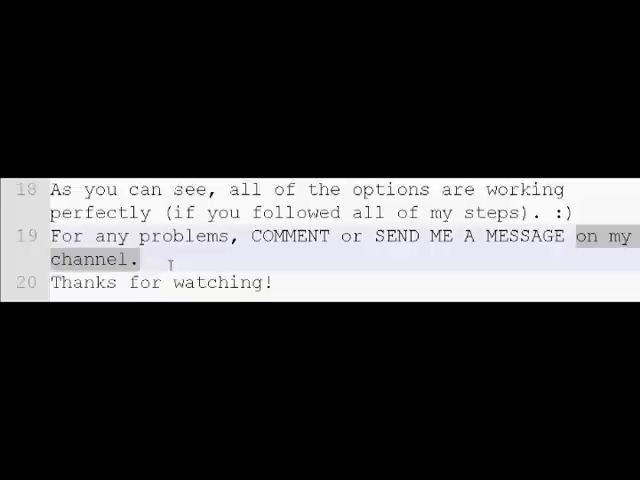 18 As you can see, all of the options are working
perfectly (if you followed all of my steps). :)
19 For any problems, COMMENT or SEND ME A MESSAGE on my
channel.
20 Thanks for watching!